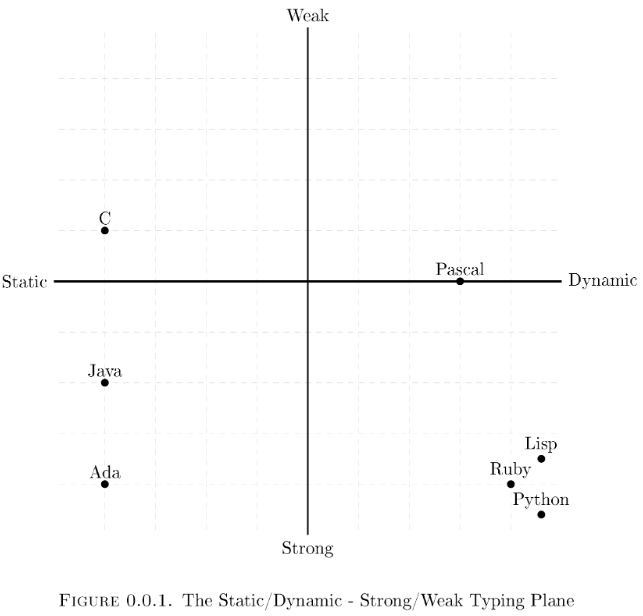 Weak
C
Static
Pascal
Dynamic
Java
Lisp
Ada
Ruby
Python
Strong
FIGURE 0.0.1. The Static/Dynamic - Strong/Weak Typing Plane